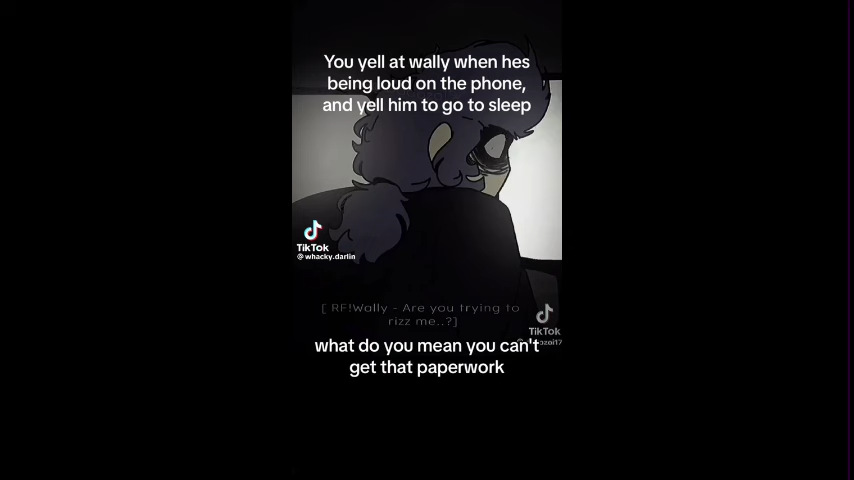 You yell at wally when hes
being loud on the phone,
and yell him to go to sleep
TikTok
@ whacky.darlin
[ RF!Wally - Are you trying to
rizz me..?]
TikTok
what do you mean you can't
get that paperwork